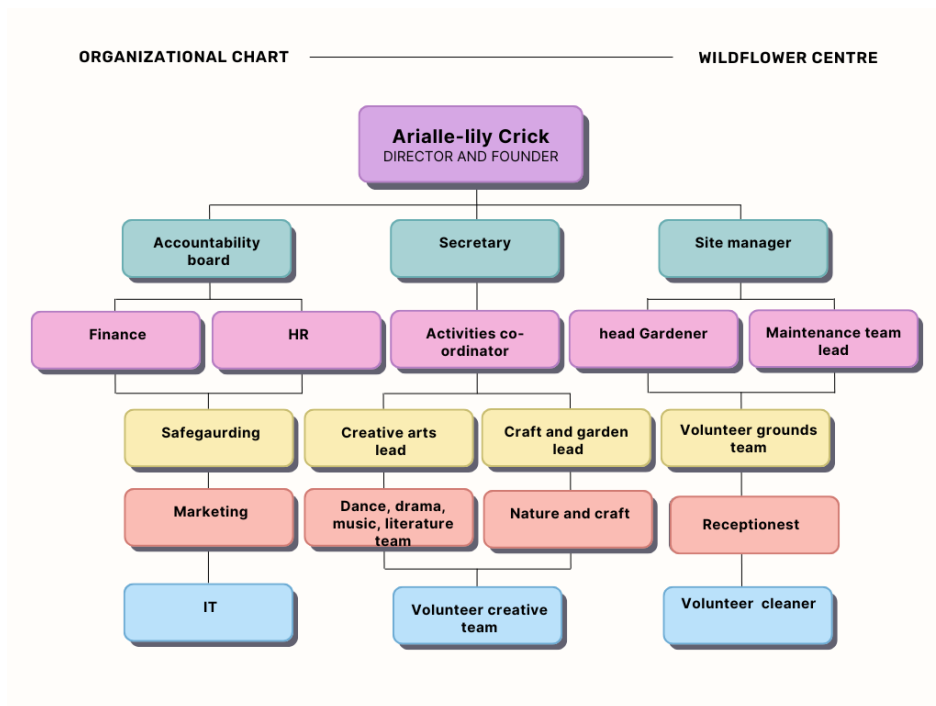 ORGANIZATIONAL CHART
WILDFLOWER CENTRE
Arialle-lily Crick
DIRECTOR AND FOUNDER
Accountability
board
Secretary
Site manager
Finance
HR
Activities co-
ordinator
head Gardener
Maintenance team
lead
Safegaurding
Creative arts
lead
Craft and garden
lead
Volunteer grounds
team
Marketing
Dance, drama,
music, literature
team
Nature and craft
Receptionest
IT
Volunteer creative
team
Volunteer cleaner